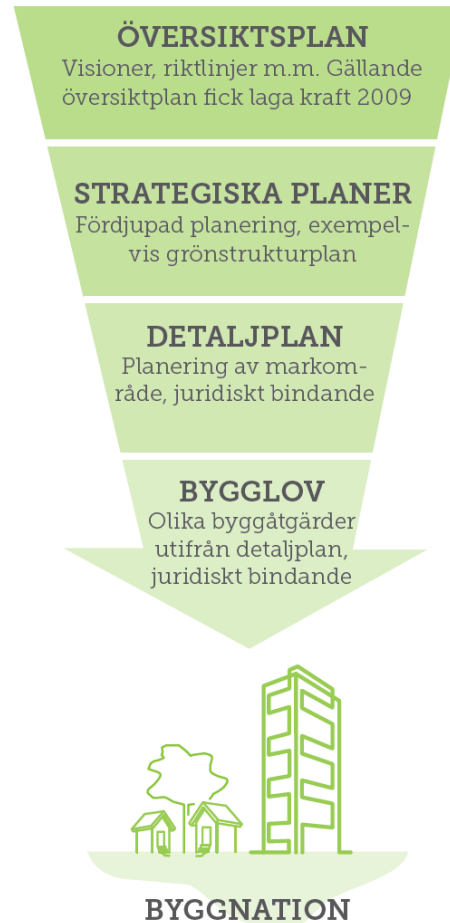 ÖVERSIKTSPLAN
Visioner, riktlinjer m.m. Gällande
översiktplan fick laga kraft 2009
STRATEGISKA PLANER
Fördjupad planering, exempel-
vis grönstrukturplan
DETALJPLAN
Planering av markom-
råde, juridiskt bindande
BYGGLOV
Olika byggåtgärder
utifrån detaljplan,
juridiskt bindande
BYGGNATION